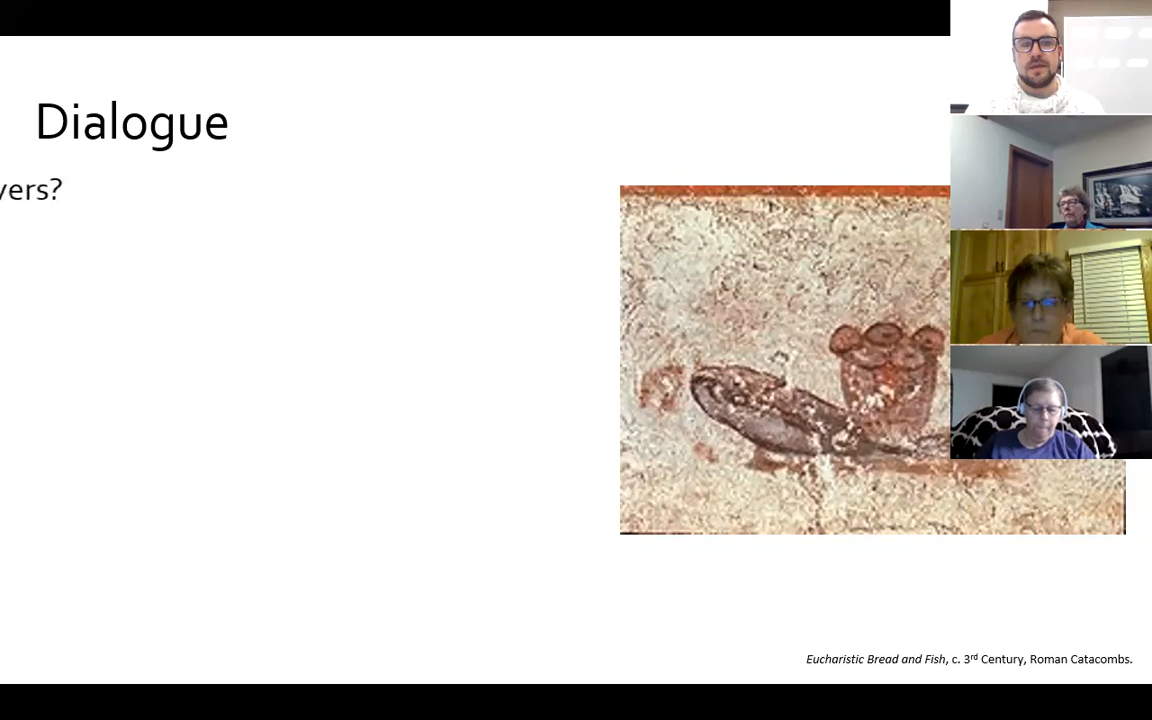 Dialogue
vers?
Eucharistic Bread and Fish, c. 3rd Century, Roman Catacombs.